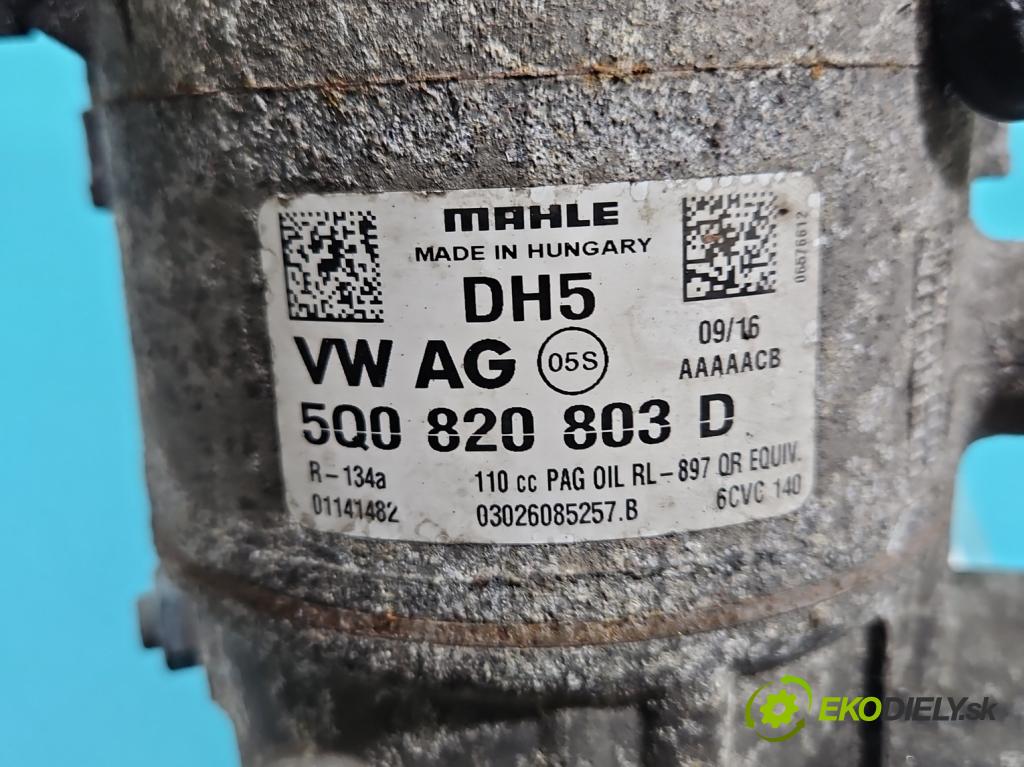 MAHLE
MADE IN HUNGARY
DH5
06576612
09/16
VW AG 05S
AAAAACB
5Q0 820 803 D
R-134a 110 cc PAG OIL RL-897 OR EQUIV.
01141482 03026085257.B 6CVC 140
EKODIELY.sk